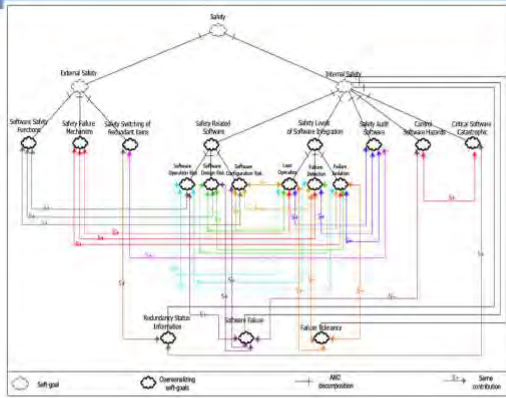 Safety
External Safety
Internal Safety
Software Safety
Functions
Safety Failure
Mechanism
Safety Switching of
Redundant Items
Safety Related
Software
Safety Levels
of Software Integration
Safety Audit
Software
Control
Software Hazards
Critical Software
Catastrophic
Software
Operation Risk
Software
Design Risk
Software
Configuration Risk
Failure
Detection
Failure
Isolation
Redundancy Status
Information
Software Failure
Failure Tolerance
Soft-goal
Operationalizing
soft-goals
AND
decomposition
S+
Some
contribution